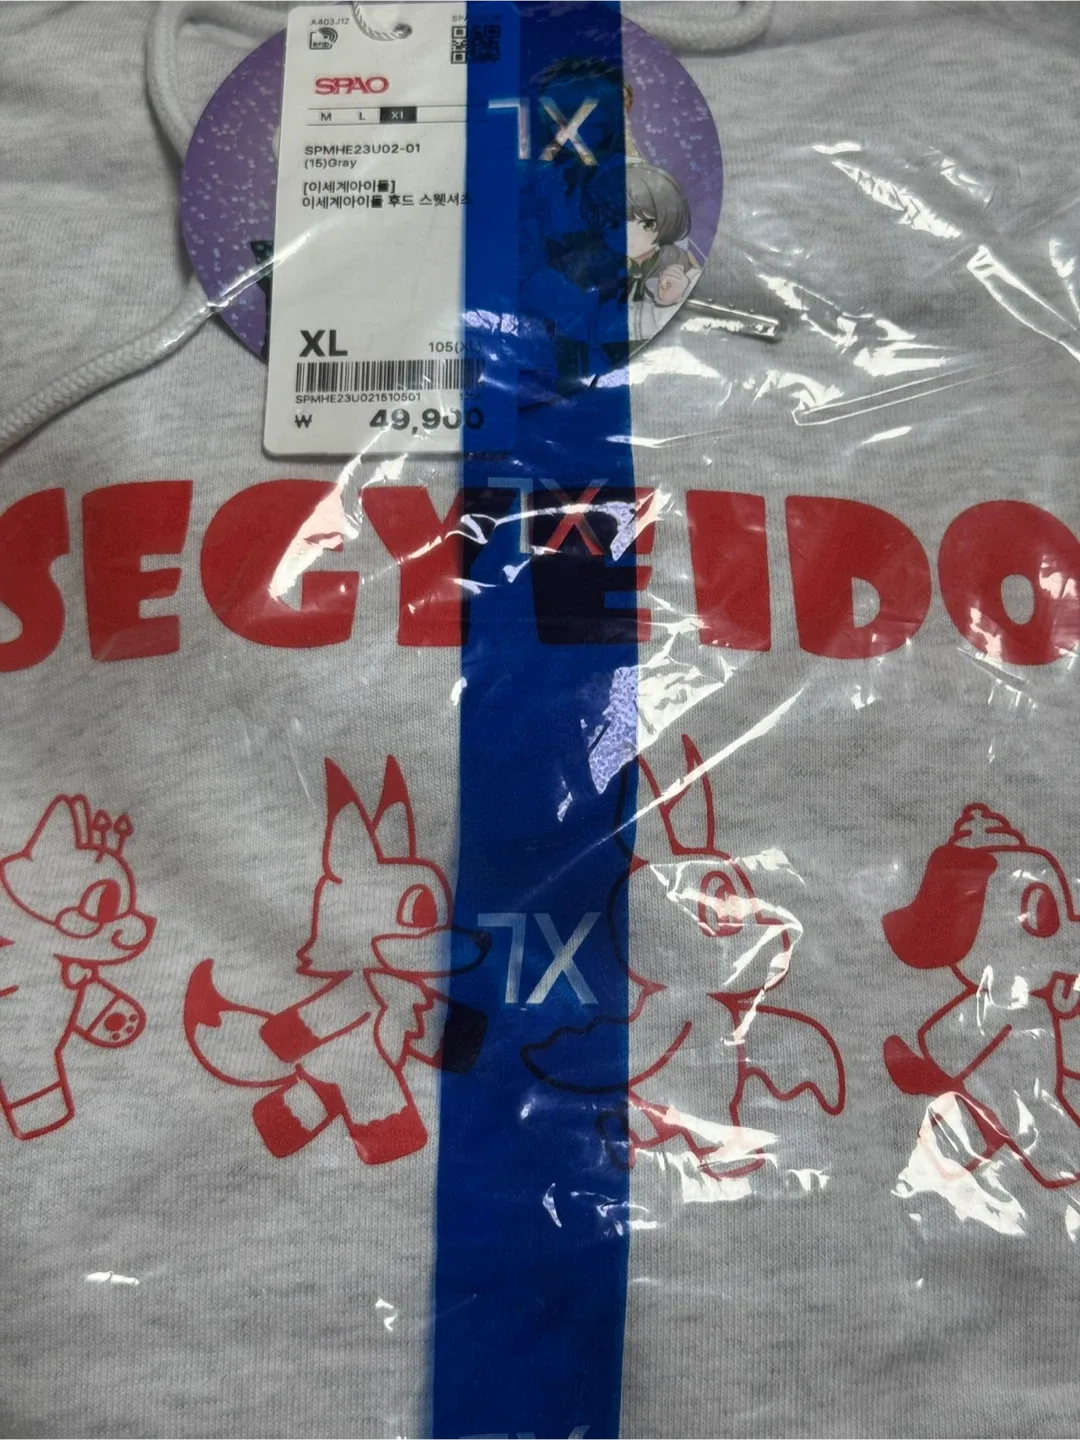 A403J12
RFID
SPAO
M L XL
SPMHE23U02-01
(15)Gray
[이세계아이돌]
이세계아이돌 후드 스웻셔츠
XL 105(XL)
SPMHE23U021510501
₩ 49,900
XL
XL
SEGYEIDO
XL